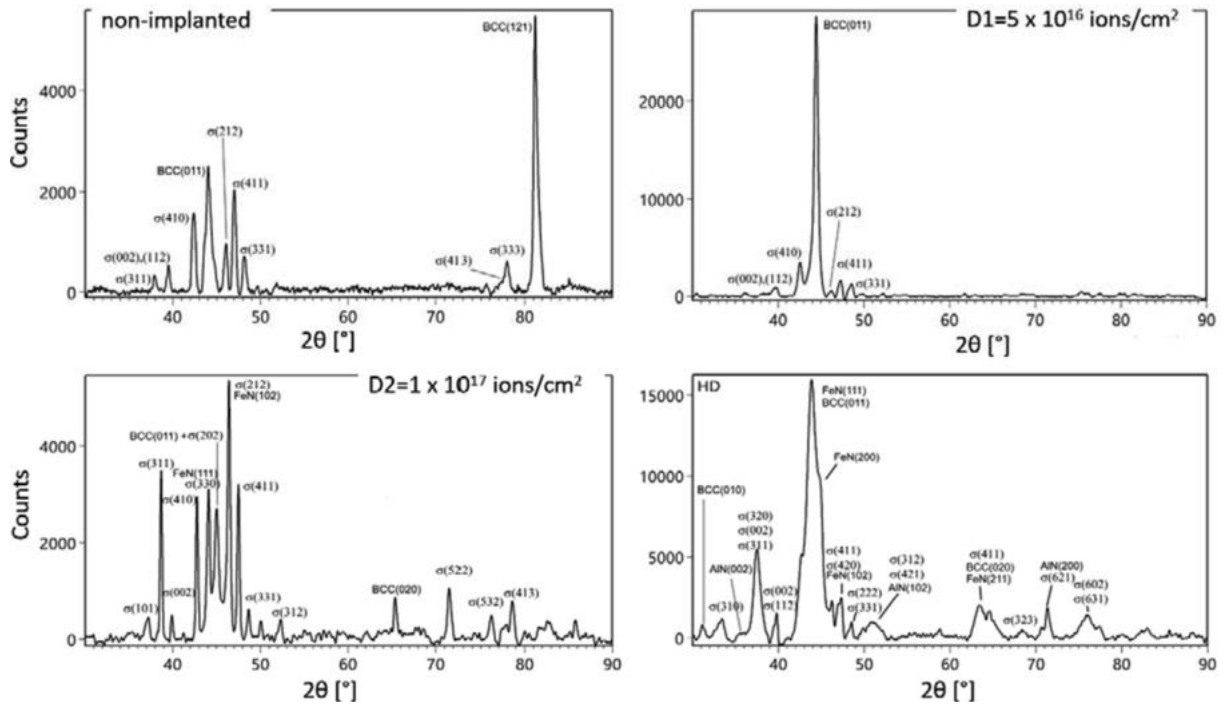 non-implanted
BCC(121)
σ(212)
BCC(011)
σ(411)
σ(410)
σ(331)
σ(002),(112)
σ(311)
σ(413)
σ(333)
Counts
4000
2000
0
40
50
60
70
80
90
2θ [°]
D1=5 x 10¹⁶ ions/cm²
BCC(011)
σ(212)
σ(410)
σ(411)
σ(002),(112)
σ(331)
20000
10000
0
40
50
60
70
80
90
2θ [°]
D2=1 x 10¹⁷ ions/cm²
σ(212)
FeN(102)
BCC(011) +σ(202)
σ(311)
FeN(111)
σ(330)
σ(410)
σ(411)
σ(002)
σ(101)
σ(331)
σ(312)
BCC(020)
σ(522)
σ(532)
σ(413)
Counts
4000
2000
0
40
50
60
70
80
90
2θ [°]
HD
FeN(111)
BCC(011)
FeN(200)
BCC(010)
σ(320)
σ(002)
σ(311)
AlN(002)
σ(310)
σ(002)
σ(112)
σ(411)
σ(420)
FeN(102)
σ(222)
σ(331)
σ(312)
σ(421)
AlN(102)
σ(411)
BCC(020)
FeN(211)
σ(323)
AlN(200)
σ(621)
σ(602)
σ(631)
15000
10000
5000
0
40
50
60
70
80
90
2θ [°]